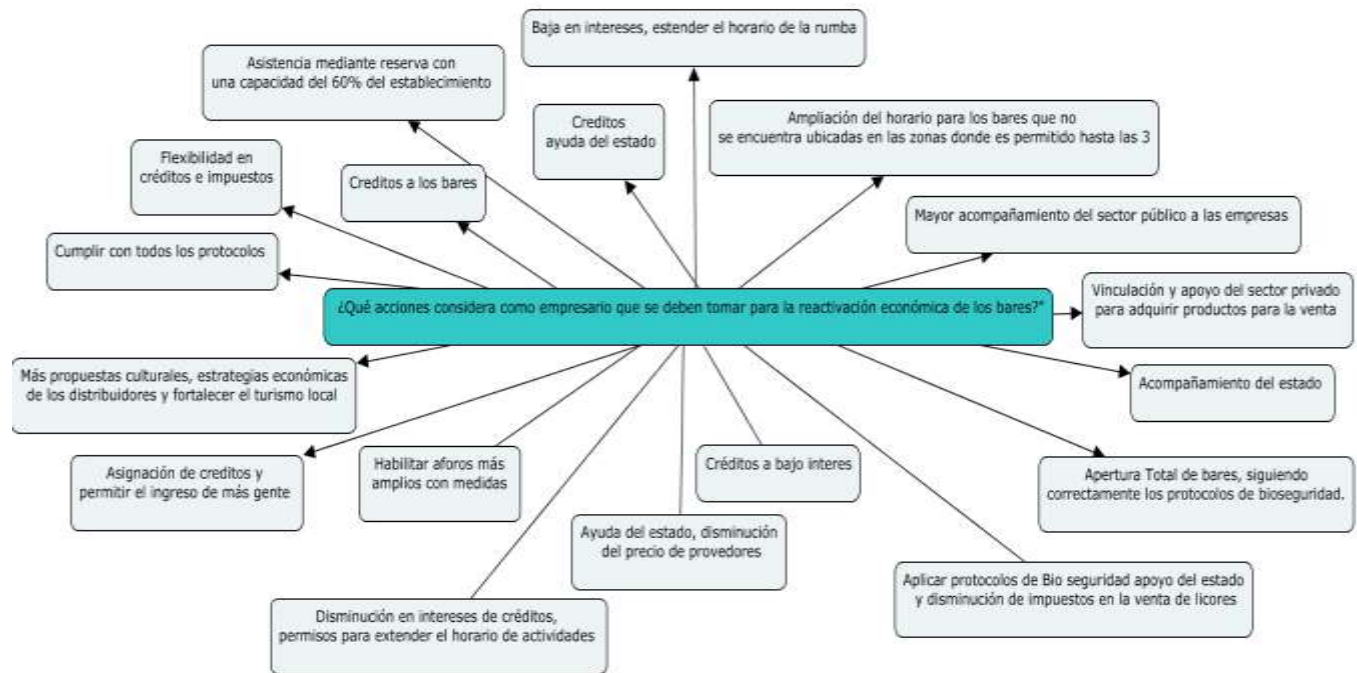 Baja en intereses, estender el horario de la rumba
Asistencia mediante reserva con
una capacidad del 60% del establecimiento
Creditos
ayuda del estado
Ampliación del horario para los bares que no
se encuentra ubicadas en las zonas donde es permitido hasta las 3
Flexibilidad en
créditos e impuestos
Creditos a los bares
Mayor acompañamiento del sector público a las empresas
Cumplir con todos los protocolos
¿Qué acciones considera como empresario que se deben tomar para la reactivación económica de los bares?"
Vinculación y apoyo del sector privado
para adquirir productos para la venta
Más propuestas culturales, estrategias económicas
de los distribuidores y fortalecer el turismo local
Acompañamiento del estado
Asignación de creditos y
permitir el ingreso de más gente
Habilitar aforos más
amplios con medidas
Créditos a bajo interes
Apertura Total de bares, siguiendo
correctamente los protocolos de bioseguridad.
Ayuda del estado, disminución
del precio de provedores
Aplicar protocolos de Bio seguridad apoyo del estado
y disminución de impuestos en la venta de licores
Disminución en intereses de créditos,
permisos para extender el horario de actividades